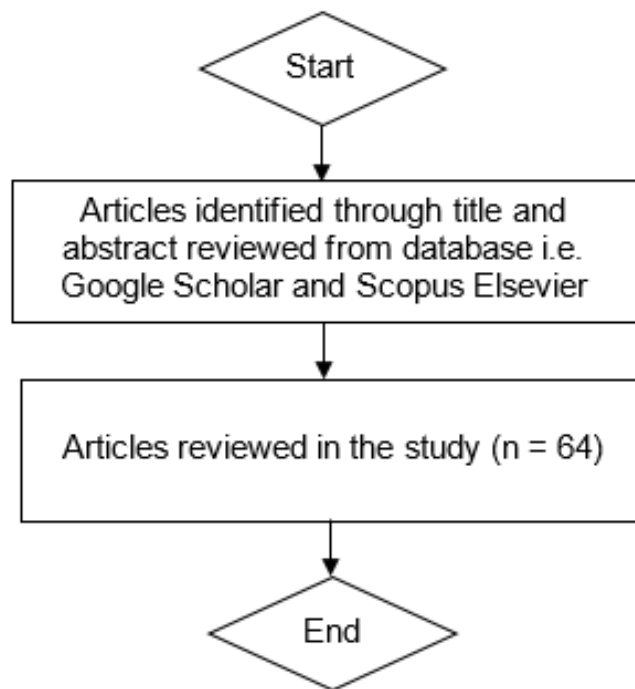 Start
Articles identified through title and
abstract reviewed from database i.e.
Google Scholar and Scopus Elsevier
Articles reviewed in the study (n = 64)
End